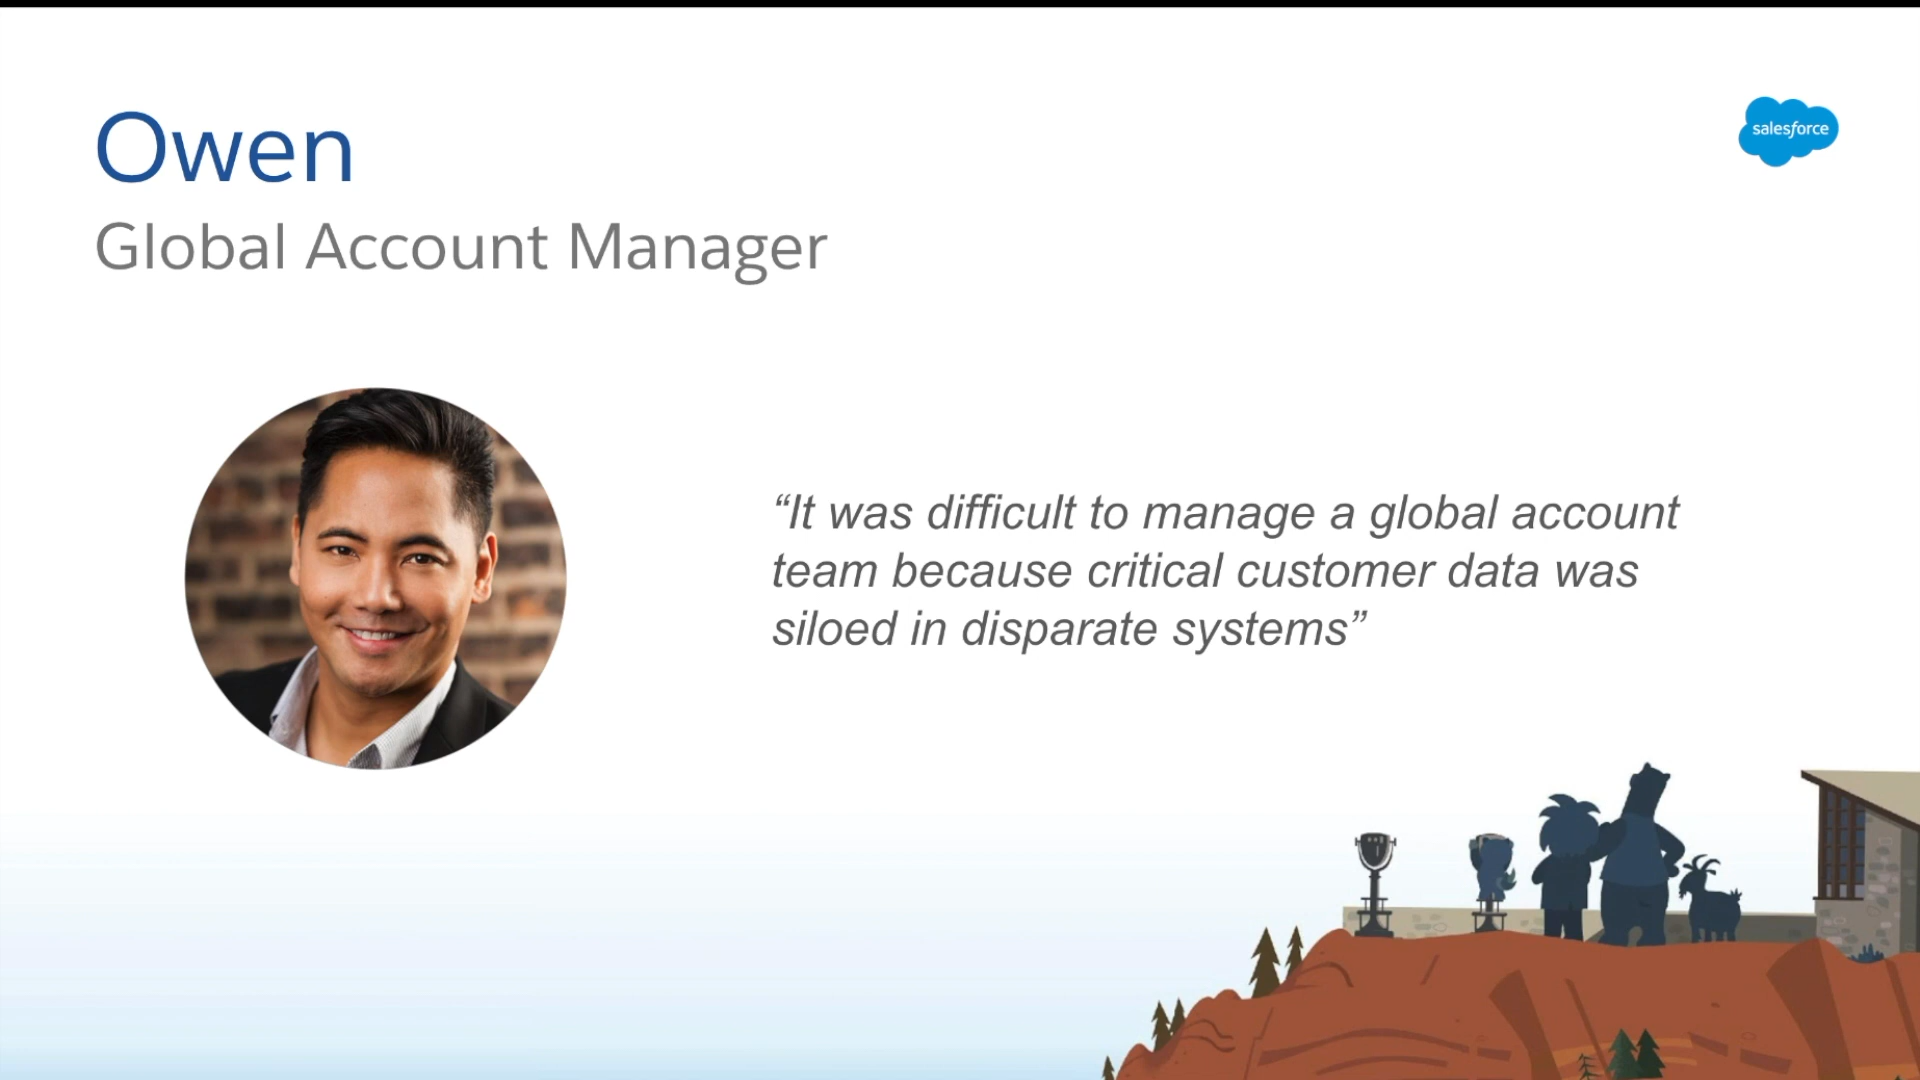 Owen
salesforce
Global Account Manager
“It was difficult to manage a global account
team because critical customer data was
siloed in disparate systems”